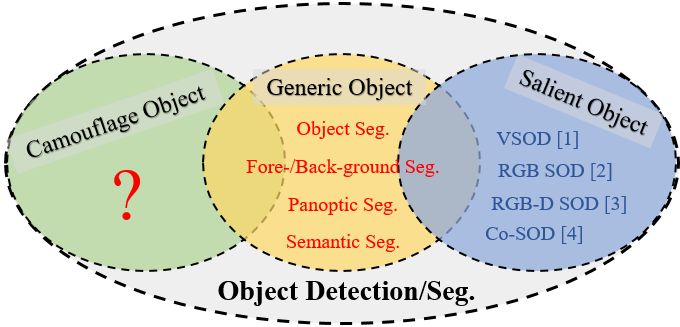 Camouflage Object
?
Generic Object
Object Seg.
Fore-/Back-ground Seg.
Panoptic Seg.
Semantic Seg.
Salient Object
VSOD [1]
RGB SOD [2]
RGB-D SOD [3]
Co-SOD [4]
Object Detection/Seg.